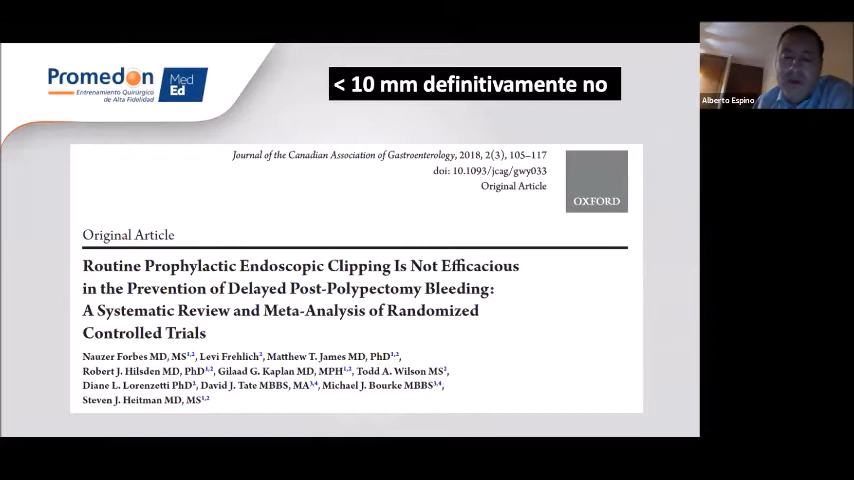 Promedon
Med
Ed
Entrenamiento Quirúrgico
de Alta Fidelidad
< 10 mm definitivamente no
Alberto Espino
Journal of the Canadian Association of Gastroenterology, 2018, 2(3), 105–117
doi: 10.1093/jcag/gwy033
Original Article
OXFORD
Original Article
Routine Prophylactic Endoscopic Clipping Is Not Efficacious
in the Prevention of Delayed Post-Polypectomy Bleeding:
A Systematic Review and Meta-Analysis of Randomized
Controlled Trials
Nauzer Forbes MD, MS1,2, Levi Frehlich2, Matthew T. James MD, PhD1,2,
Robert J. Hilsden MD, PhD1,2, Gilaad G. Kaplan MD, MPH1,2, Todd A. Wilson MS2,
Diane L. Lorenzetti PhD2, David J. Tate MBBS, MA3,4, Michael J. Bourke MBBS3,4,
Steven J. Heitman MD, MS1,2